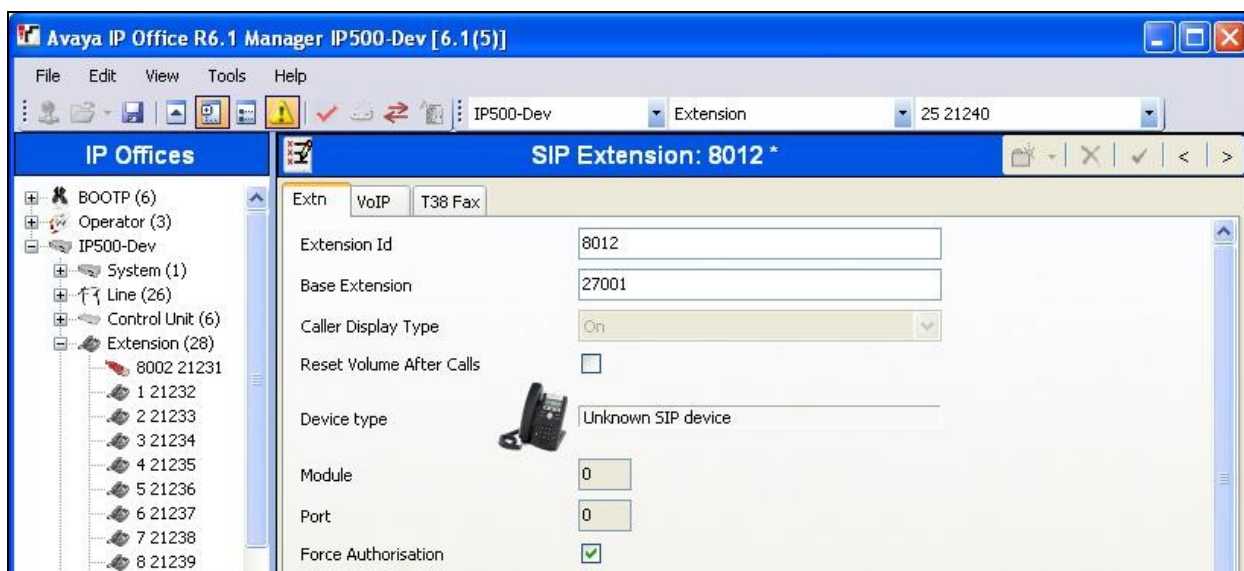 Avaya IP Office R6.1 Manager IP500-Dev [6.1(5)]
File Edit View Tools Help
IP500-Dev Extension 25 21240
IP Offices
BOOTP (6)
Operator (3)
IP500-Dev
System (1)
Line (26)
Control Unit (6)
Extension (28)
8002 21231
1 21232
2 21233
3 21234
4 21235
5 21236
6 21237
7 21238
8 21239
SIP Extension: 8012 *
Extn VoIP T38 Fax
Extension Id 8012
Base Extension 27001
Caller Display Type On
Reset Volume After Calls
Device type Unknown SIP device
Module 0
Port 0
Force Authorisation